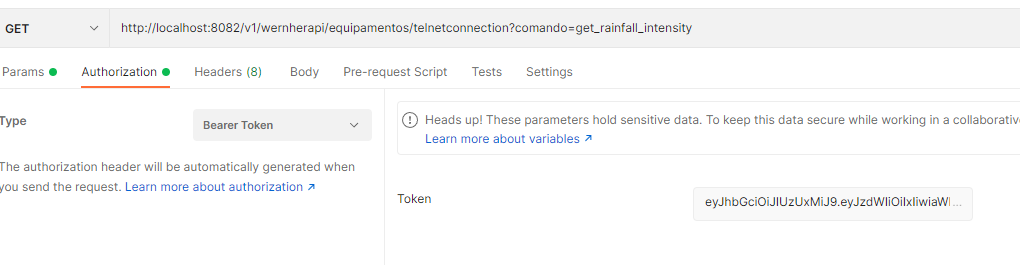 GET http://localhost:8082/v1/wernherapi/equipamentos/telnetconnection?comando=get_rainfall_intensity
Params Authorization Headers (8) Body Pre-request Script Tests Settings
Type Bearer Token
The authorization header will be automatically generated when
you send the request. Learn more about authorization ↗
Heads up! These parameters hold sensitive data. To keep this data secure while working in a collaborative
Learn more about variables ↗
Token eyJhbGciOiJIUzUxMiJ9.eyJzdWIiOiIxIiwiaWl...